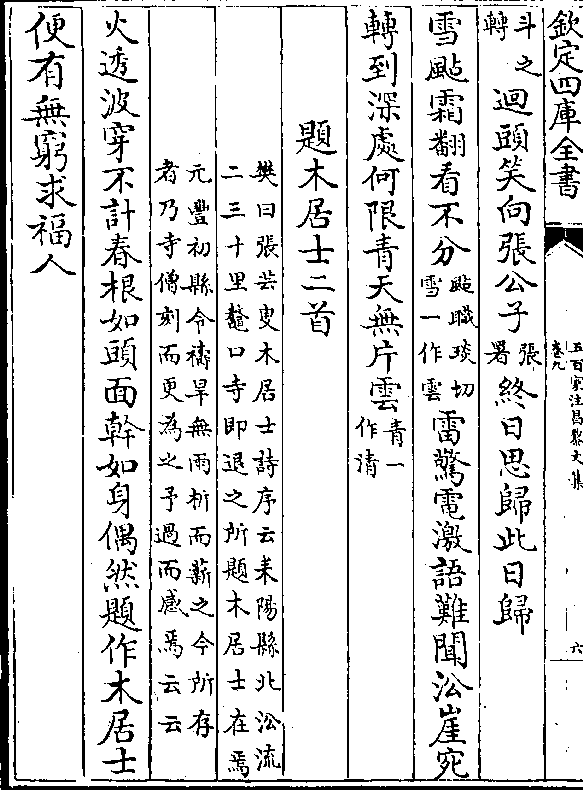 欽定四庫全書
五百家注昌黎文集
卷九
六
斗之轉迴頭笑向張公子張署終日思歸此日歸
雪颭霜翻看不分颭職琰切雪一作雲雷驚電激語難聞㳂崖宛
轉到深處何限青天無片雲青一作清
題木居士二首
樊曰張芸叟木居士詩序云耒陽縣北㳂流
二三十里鼇口寺即退之所題木居士在焉
元豐初縣令禱旱無雨析而薪之今所存
者乃寺僧刻而更為之予過而感焉云云
火透波穿不計春根如頭面幹如身偶然題作木居士
便有無窮求福人